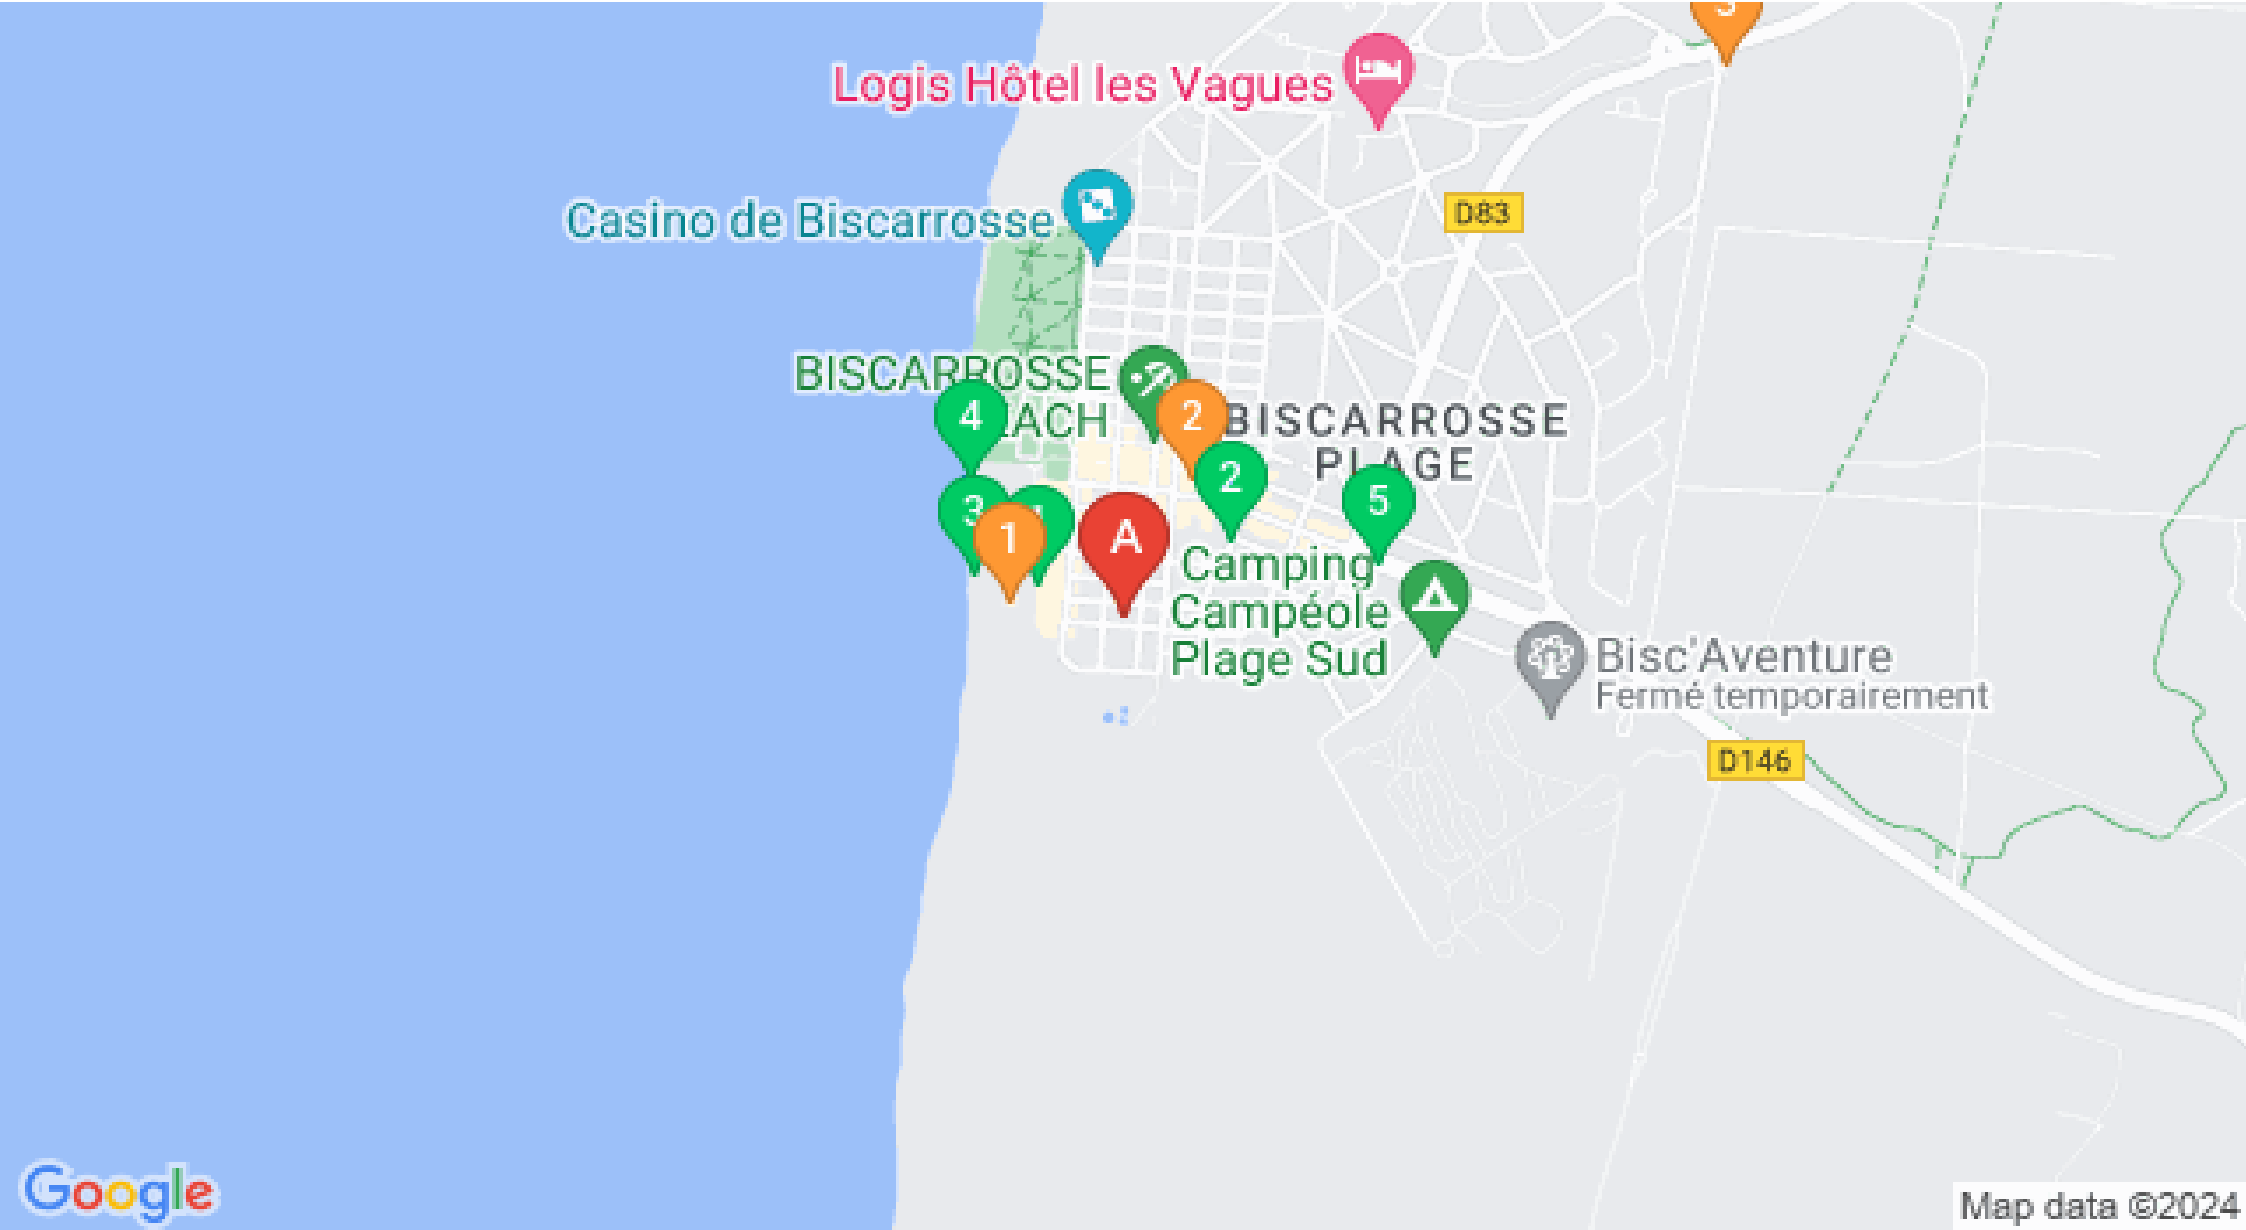 3
Logis Hôtel les Vagues
Casino de Biscarrosse
D83
BISCARROSSE
4
2
BISCARROSSE
PLAGE
2
5
3
1
A
Camping
Campéole
Plage Sud
Bisc'Aventure
Fermé temporairement
D146
Google
Map data ©2024